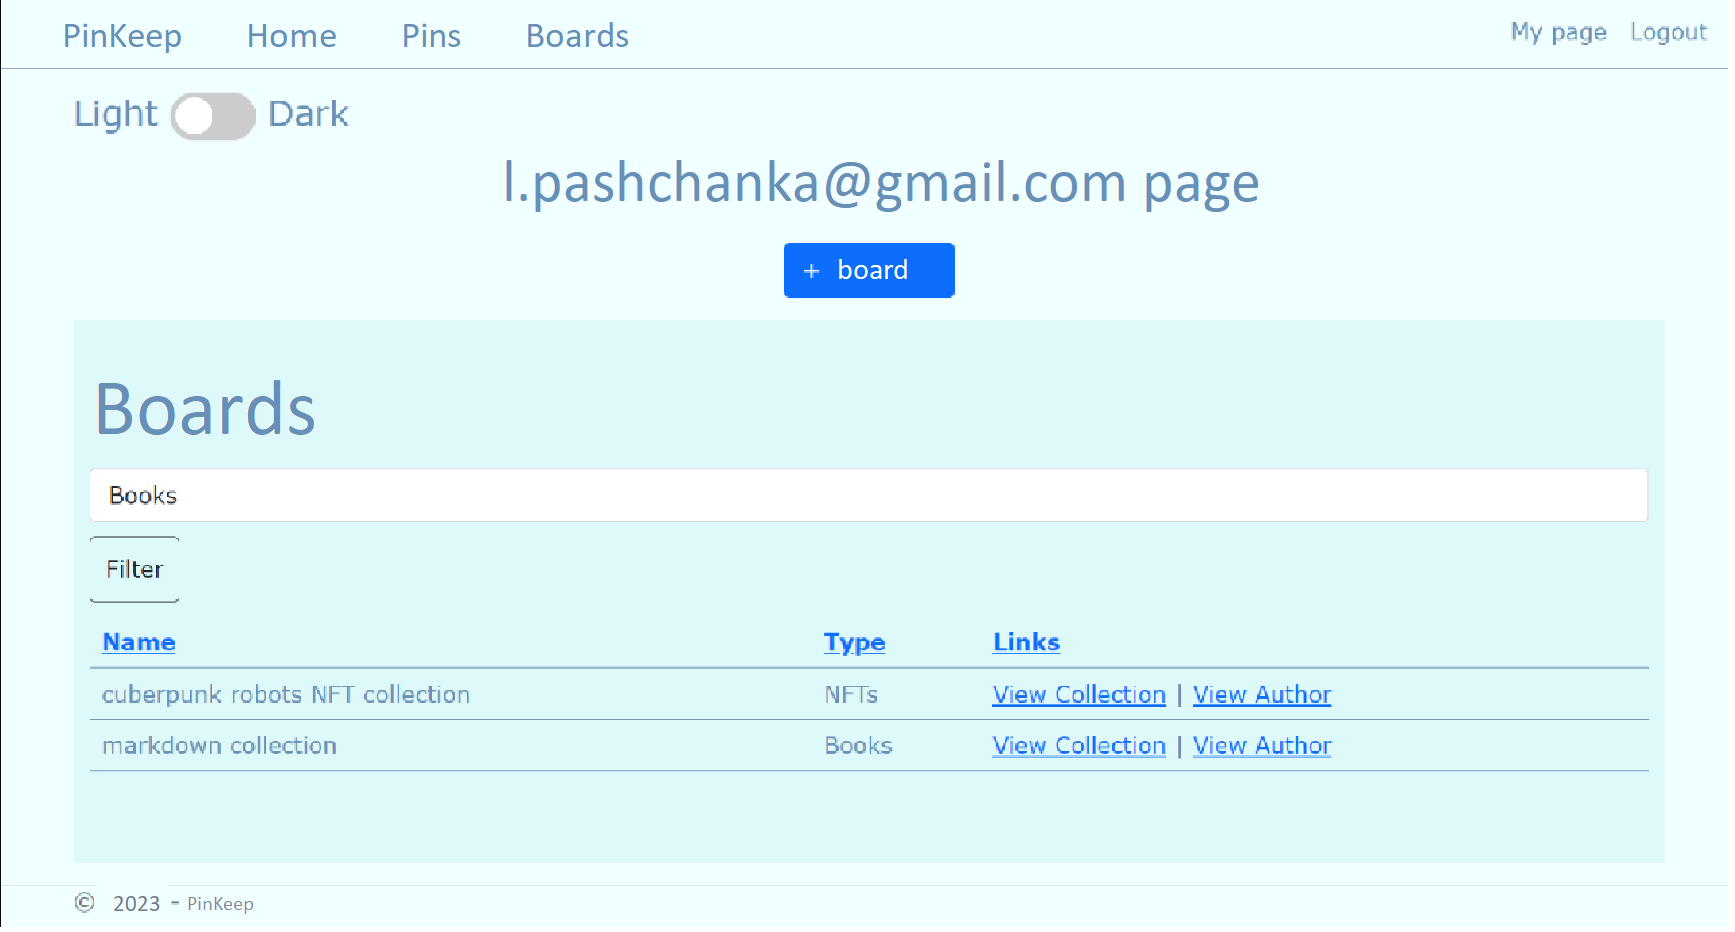 PinKeep Home Pins Boards My page Logout
Light Dark
l.pashchanka@gmail.com page
+ board
Boards
Books
Filter
Name Type Links
cuberpunk robots NFT collection NFTs View Collection | View Author
markdown collection Books View Collection | View Author
© 2023 - PinKeep